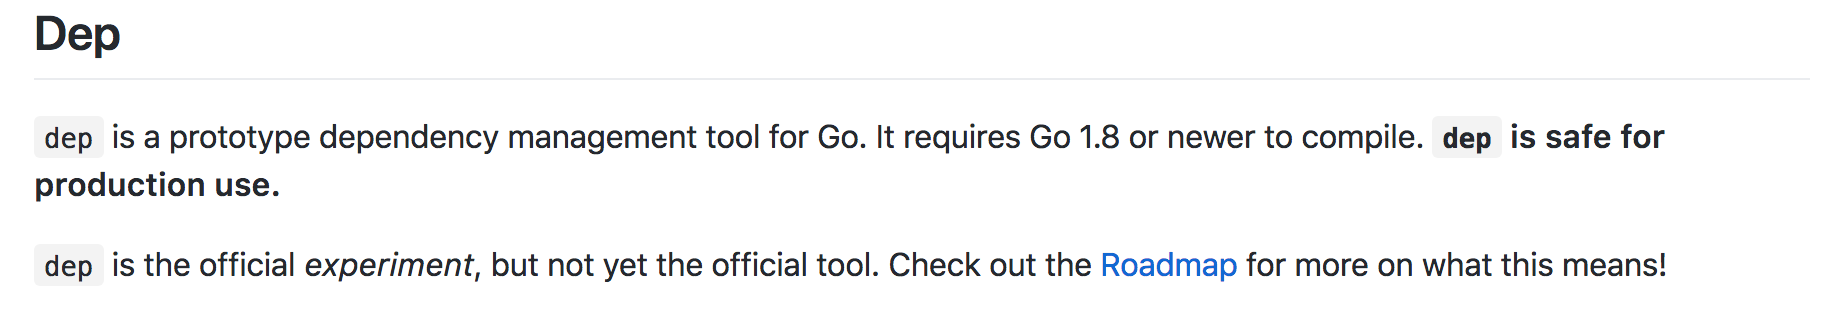 Dep
dep is a prototype dependency management tool for Go. It requires Go 1.8 or newer to compile. dep is safe for
production use.
dep is the official experiment, but not yet the official tool. Check out the Roadmap for more on what this means!